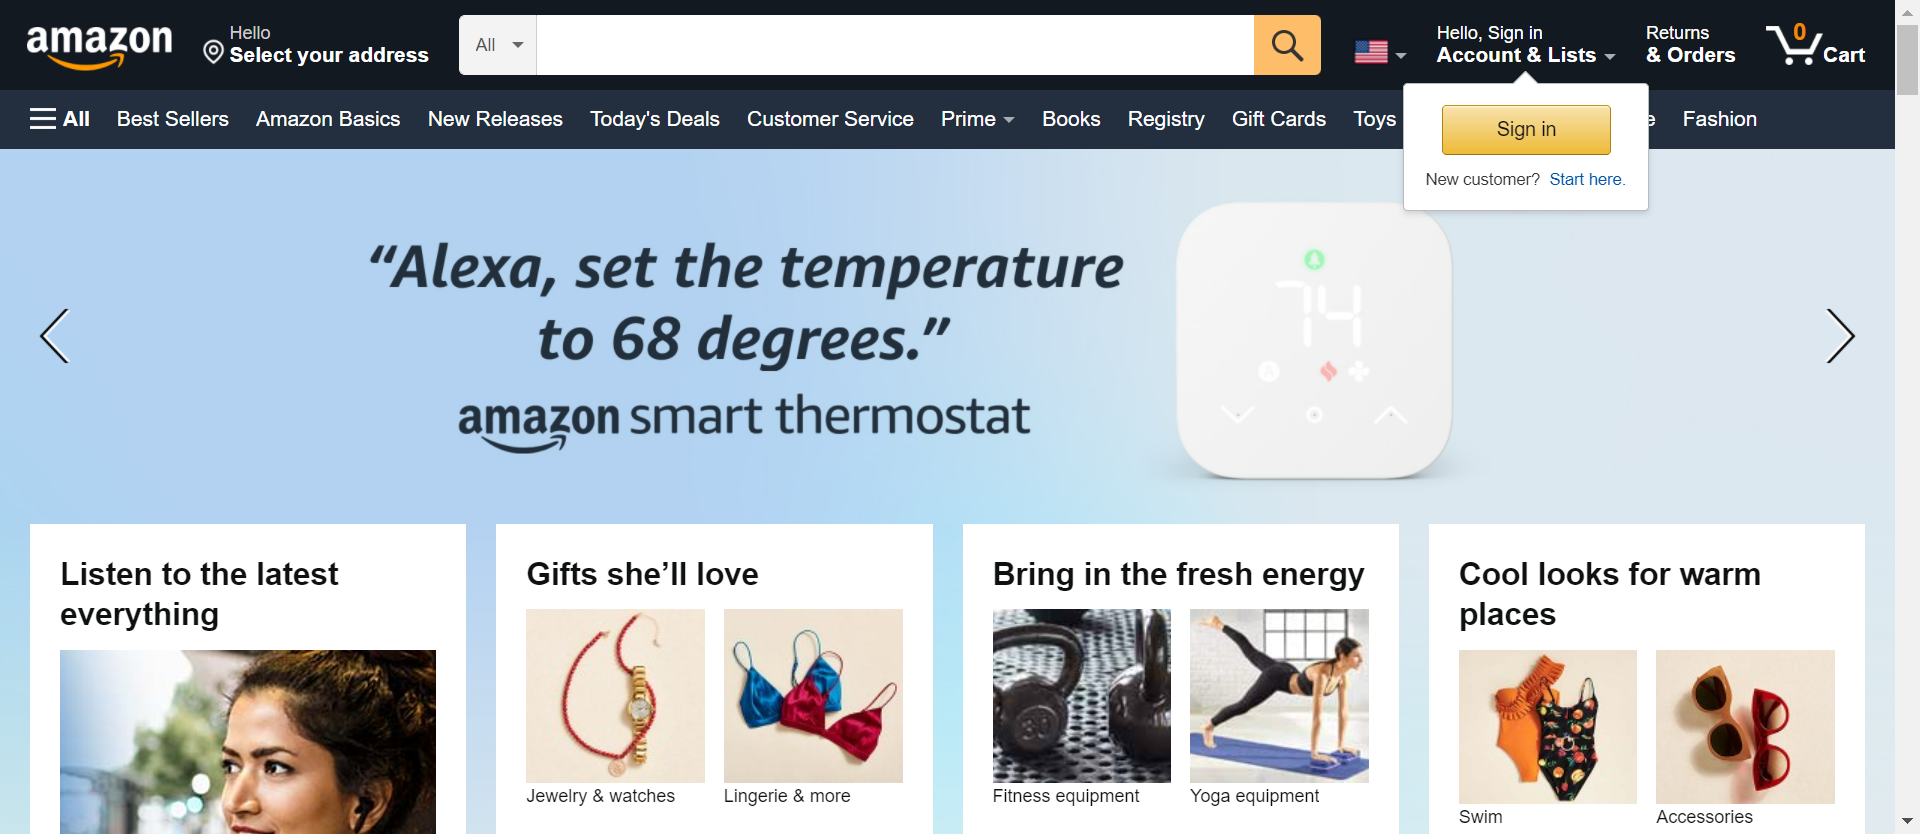 amazon
Hello
Select your address
All
Hello, Sign in
Account & Lists
Returns
& Orders
0
Cart
All
Best Sellers
Amazon Basics
New Releases
Today's Deals
Customer Service
Prime
Books
Registry
Gift Cards
Toys
e
Fashion
Sign in
New customer? Start here.
“Alexa, set the temperature
to 68 degrees.”
amazon smart thermostat
74
Listen to the latest
everything
Gifts she’ll love
Jewelry & watches
Lingerie & more
Bring in the fresh energy
Fitness equipment
Yoga equipment
Cool looks for warm
places
Swim
Accessories